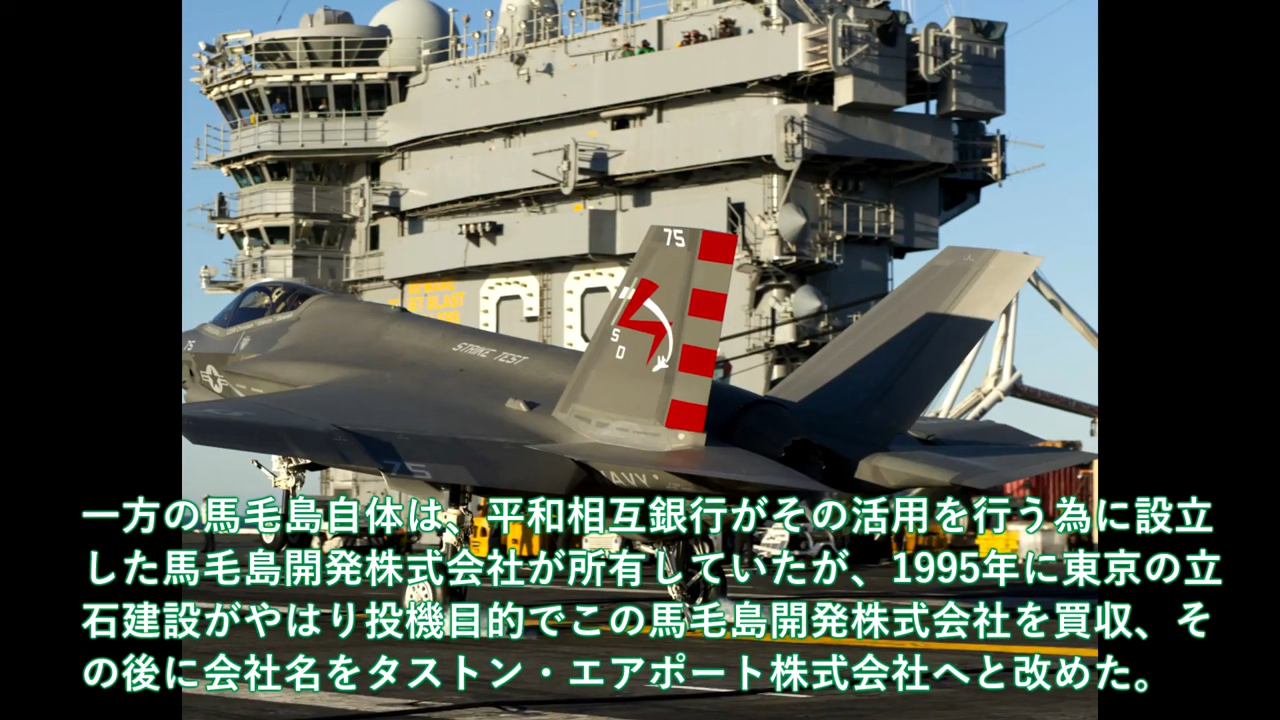 75
S
D
STRIKE TEST
75
75
AVY
一方の馬毛島自体は、平和相互銀行がその活用を行う為に設立
した馬毛島開発株式会社が所有していたが、1995年に東京の立
石建設がやはり投機目的でこの馬毛島開発株式会社を買収、そ
の後に会社名をタストン・エアポート株式会社へと改めた。